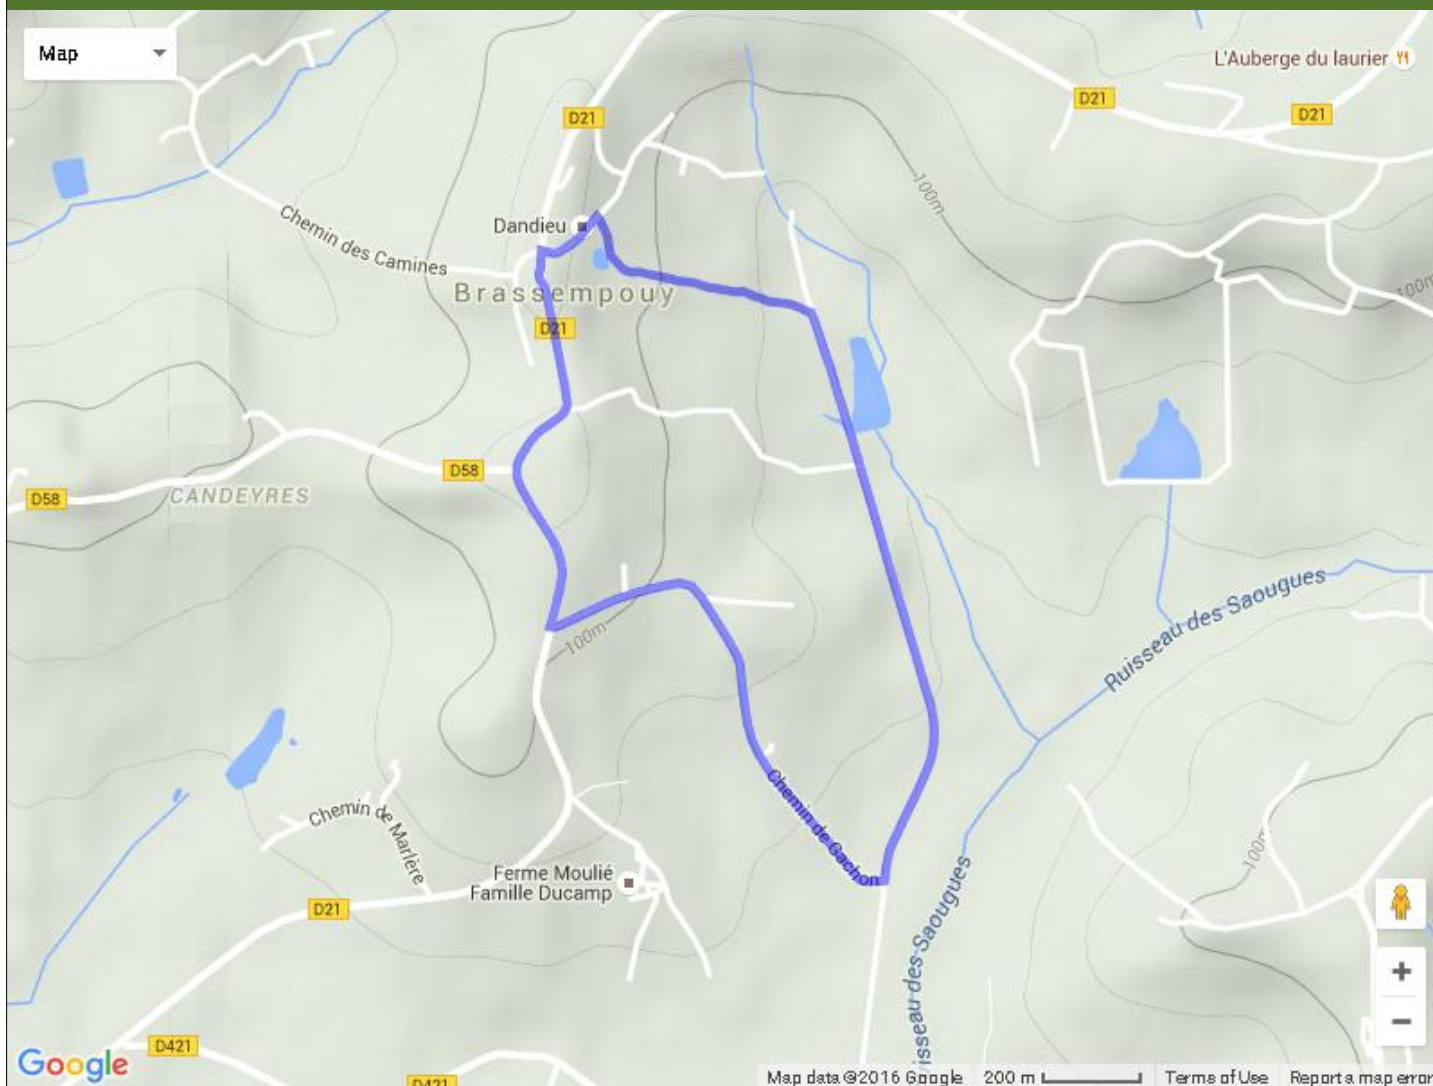 Map
L'Auberge du laurier
D21
D21
D21
100m
Chemin des Camines
Dandieu
Brassempouy
100m
D21
D58
D58
CANDEYRES
100m
Ruisseau des Saougues
Chemin de Gachon
Chemin de Marlère
Ferme Moulié
Famille Ducamp
100m
D21
isseau des Saougues
D421
D421
Google
Map data ©2016 Google
200 m
Terms of Use
Report a map error